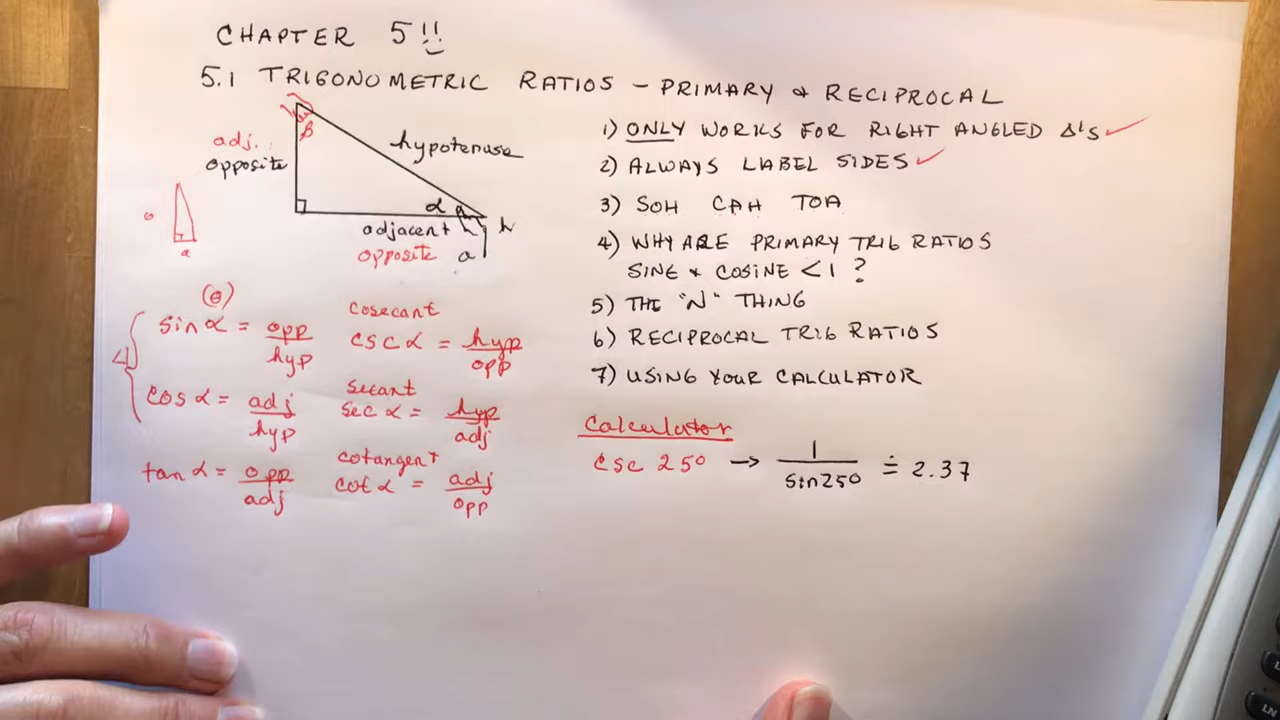 CHAPTER 5!!
5.1 TRIGONOMETRIC RATIOS – PRIMARY & RECIPROCAL
β
adj.
opposite
hypotenuse
α
adjacent
h
opposite
a
o
a
1) ONLY WORKS FOR RIGHT ANGLED Δ'S ✓
2) ALWAYS LABEL SIDES ✓
3) SOH CAH TOA
4) WHY ARE PRIMARY TRIG RATIOS
SINE & COSINE < 1 ?
5) THE "N" THING
6) RECIPROCAL TRIG RATIOS
7) USING YOUR CALCULATOR
(θ)
sin α = opp/hyp
cosecant
csc α = hyp/opp
cos α = adj/hyp
secant
sec α = hyp/adj
tan α = opp/adj
cotangent
cot α = adj/opp
Calculator
csc 25° → 1/sin25° ≐ 2.37
LN